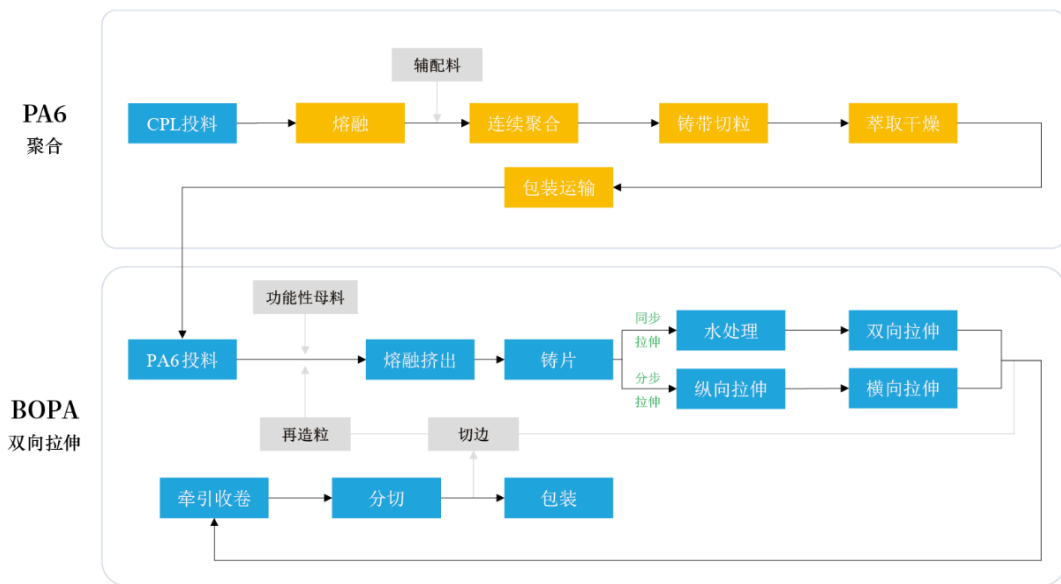 PA6
聚合
辅配料
CPL投料
熔融
连续聚合
铸带切粒
萃取干燥
包装运输
BOPA
双向拉伸
功能性母料
PA6投料
熔融挤出
铸片
同步
拉伸
水处理
双向拉伸
分步
拉伸
纵向拉伸
横向拉伸
再造粒
切边
牵引收卷
分切
包装